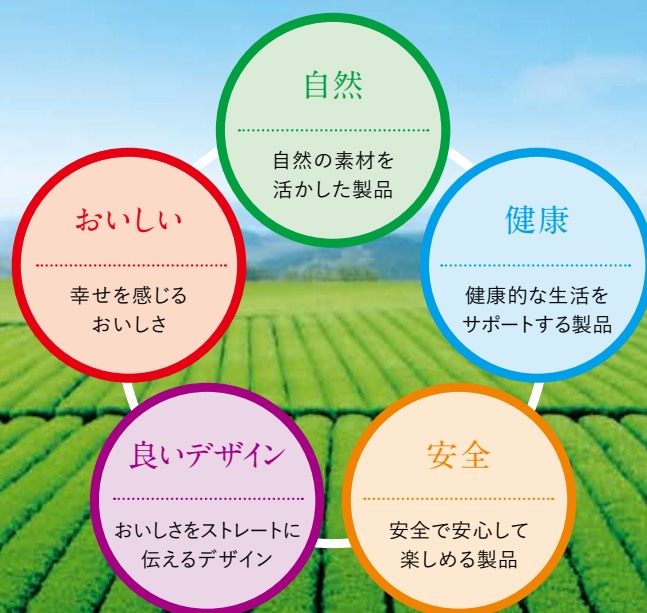 自然
自然の素材を
活かした製品
健康
健康的な生活を
サポートする製品
安全
安全で安心して
楽しめる製品
良いデザイン
おいしさをストレートに
伝えるデザイン
おいしい
幸せを感じる
おいしさ